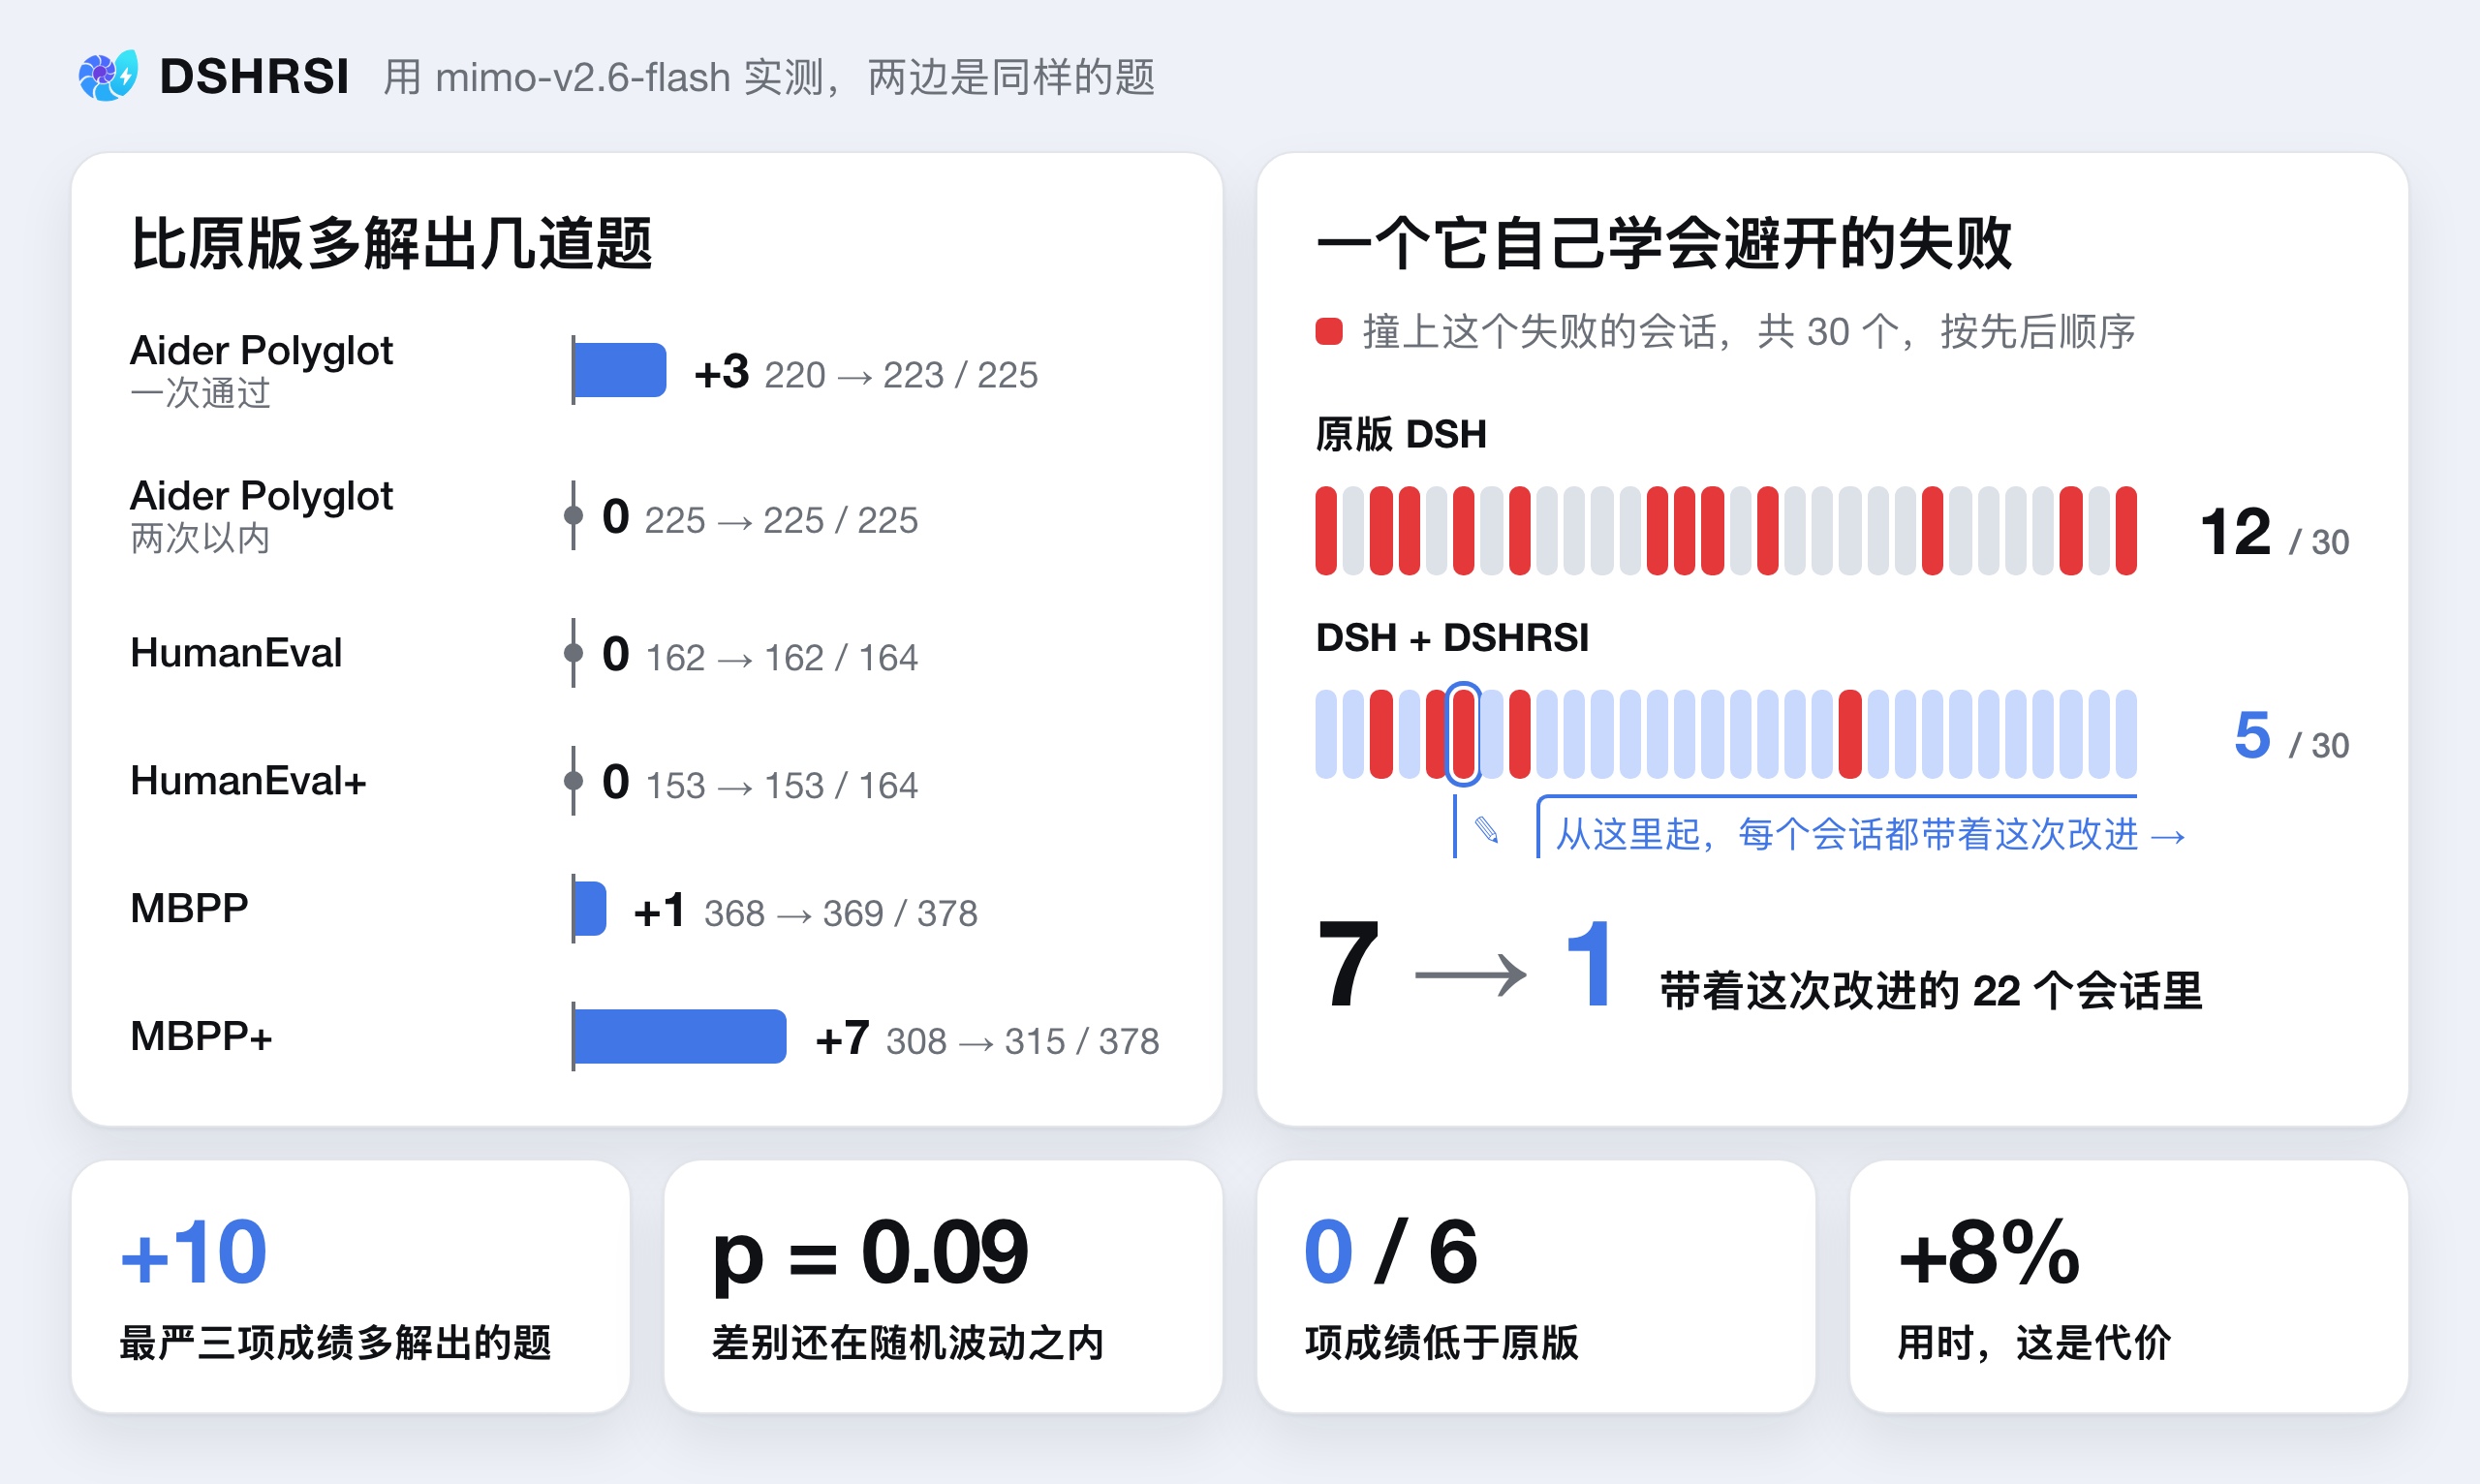 DSHRSI 用 mimo-v2.6-flash 实测，两边是同样的题
比原版多解出几道题
Aider Polyglot
一次通过
+3 220 → 223 / 225
Aider Polyglot
两次以内
0 225 → 225 / 225
HumanEval
0 162 → 162 / 164
HumanEval+
0 153 → 153 / 164
MBPP
+1 368 → 369 / 378
MBPP+
+7 308 → 315 / 378
一个它自己学会避开的失败
撞上这个失败的会话，共 30 个，按先后顺序
原版 DSH
12 / 30
DSH + DSHRSI
5 / 30
✎ 从这里起，每个会话都带着这次改进 →
7 → 1 带着这次改进的 22 个会话里
+10
最严三项成绩多解出的题
p = 0.09
差别还在随机波动之内
0 / 6
项成绩低于原版
+8%
用时，这是代价